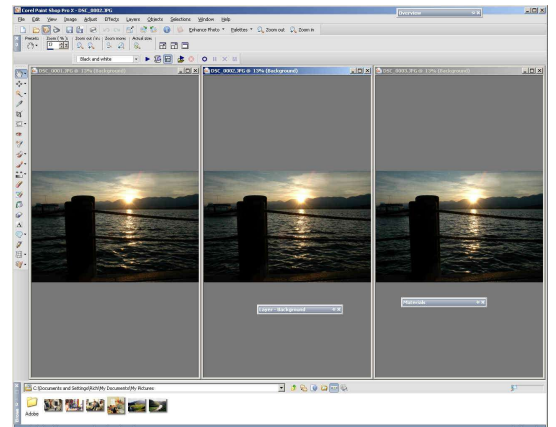 Corel Paint Shop Pro X - DSC_0002.JPG
Overview
File Edit View Image Adjust Effects Layers Objects Selections Window Help
Enhance Photo Palettes Zoom out Zoom in
Presets: Zoom (%): Zoom out / in: Zoom more: Actual size:
13
Black and white
DSC_0001.JPG @ 13% (Background)
DSC_0002.JPG @ 13% (Background)
DSC_0003.JPG @ 13% (Background)
Layer - Background
Materials
C:\Documents and Settings\Rich\My Documents\My Pictures
Adobe